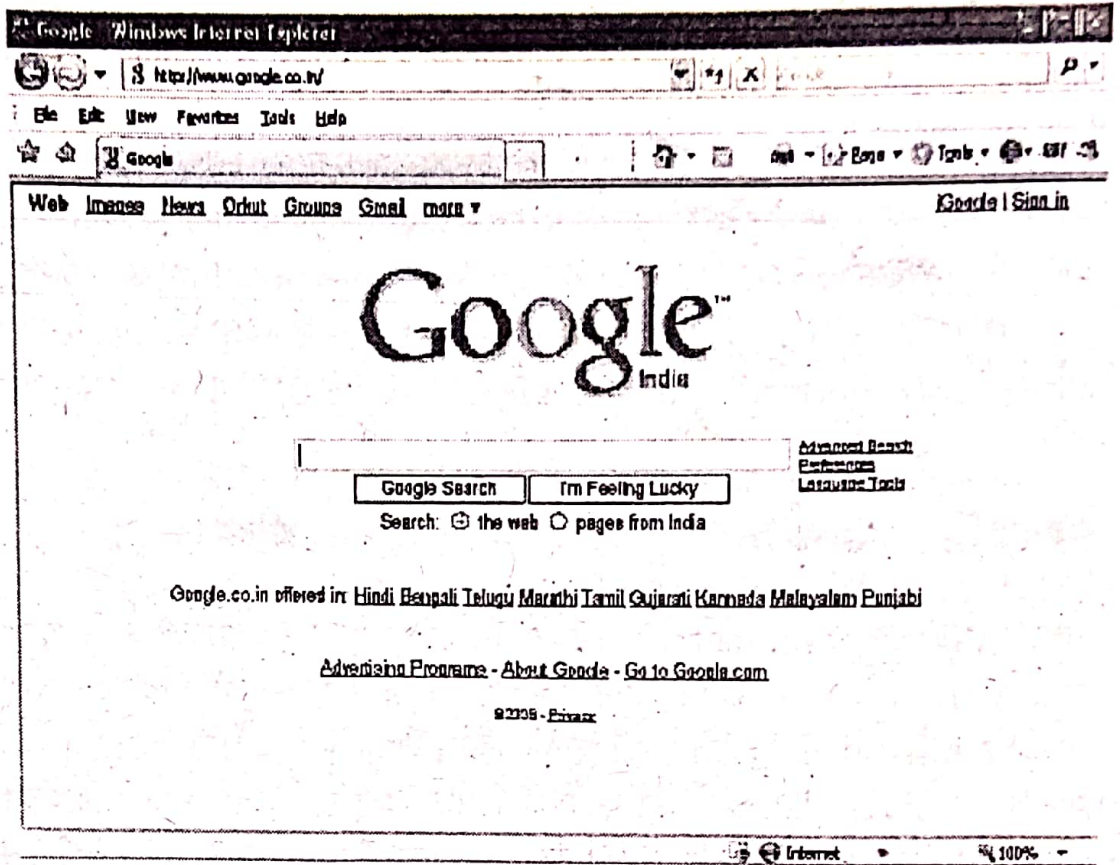 Google - Windows Internet Explorer
http://www.google.co.in/
File Edit View Favorites Tools Help
Google
Page Tools
Web Images News Orkut Groups Gmail more
iGoogle | Sign in
Google™
India
Advanced Search
Preferences
Language Tools
Google Search I'm Feeling Lucky
Search: the web pages from India
Google.co.in offered in: Hindi Bengali Telugu Marathi Tamil Gujarati Kannada Malayalam Punjabi
Advertising Programs - About Google - Go to Google.com
- Privacy
Internet 100%